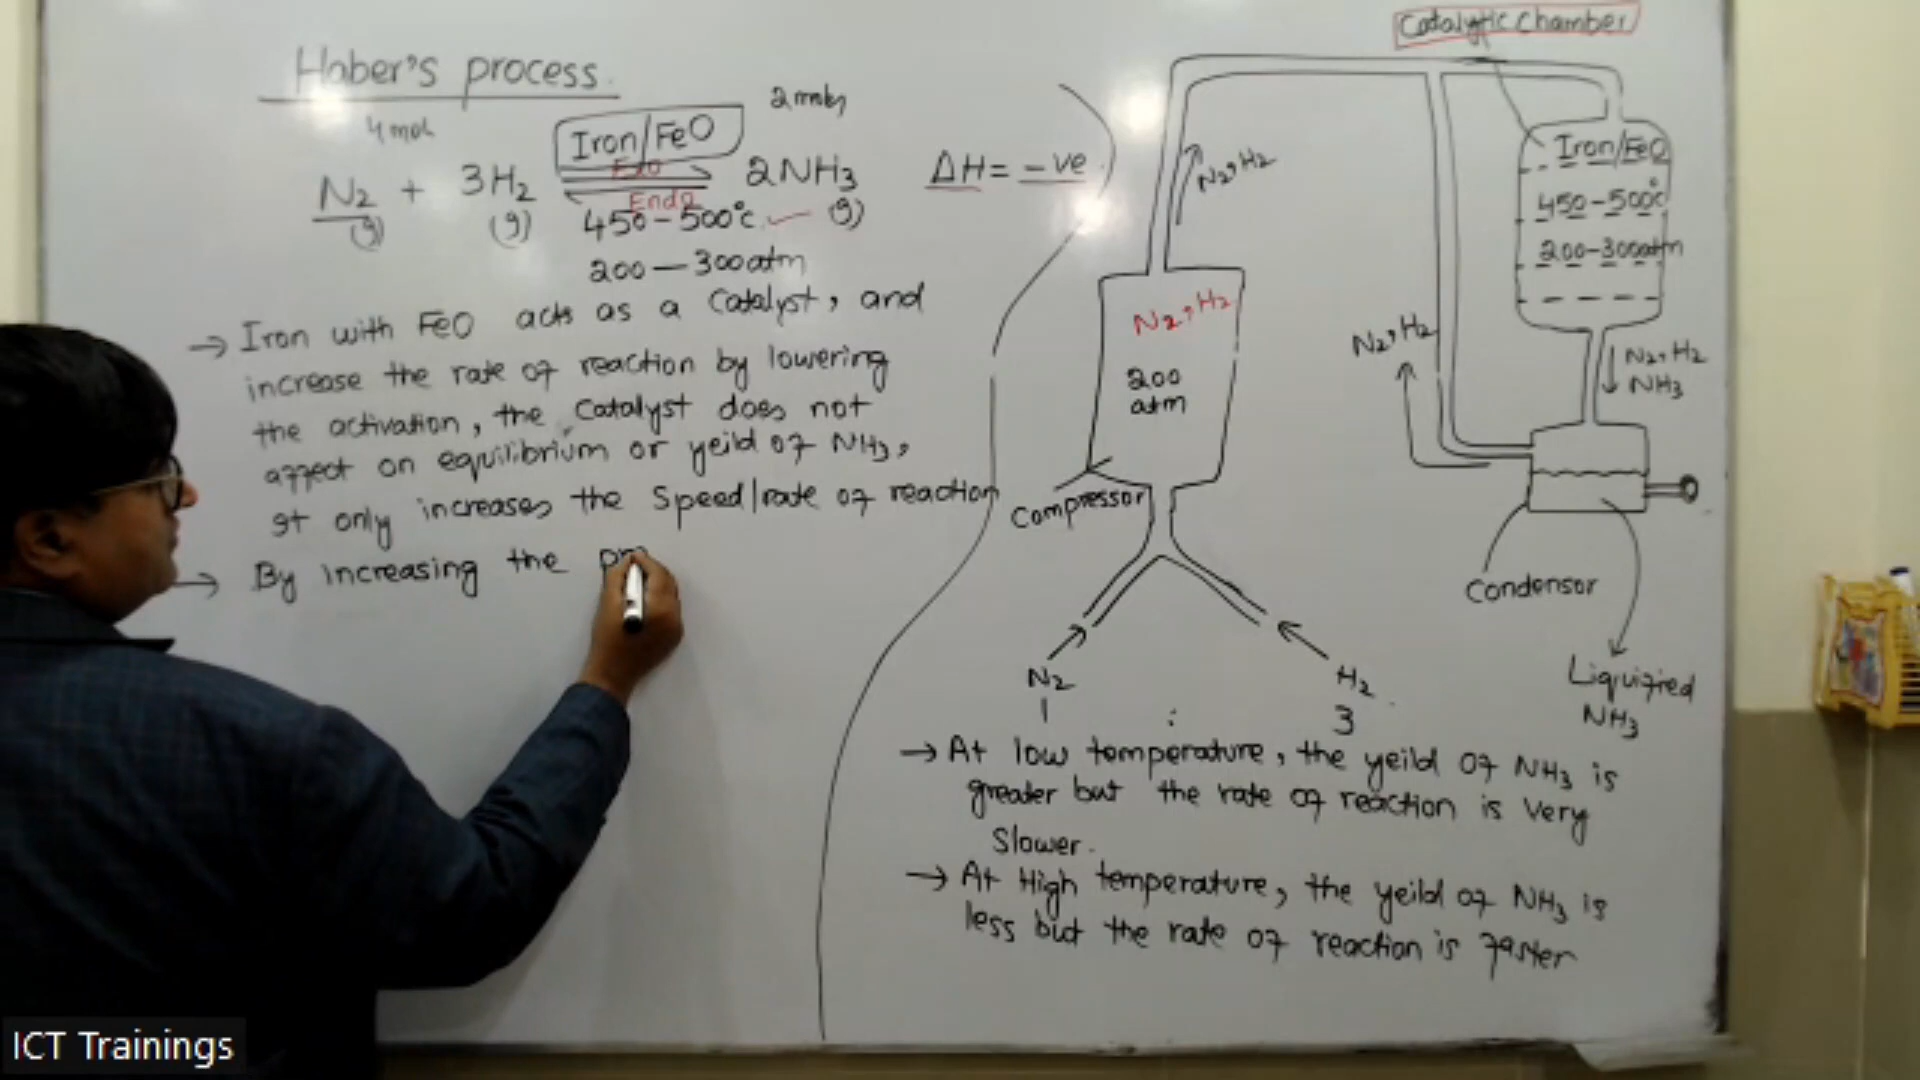 Haber's process.
4 mol
2 moles
Iron/FeO
N2 + 3H2 2NH3 ΔH = -ve
Exo
Endo
(g) (g) (g)
450-500°c
200-300atm
→ Iron with FeO acts as a Catalyst, and
increase the rate of reaction by lowering
the activation, the Catalyst does not
affect on equilibrium or yeild of NH3,
It only increases the Speed/rate of reaction
→ By increasing the pr
Catalytic Chamber
Iron/FeO
450-500°c
200-300atm
N2, H2
N2, H2
200
atm
N2, H2
N2, H2
NH3
Compressor
Condensor
N2
1
H2
3
:
Liquified
NH3
→ At low temperature, the yeild of NH3 is
greater but the rate of reaction is very
Slower.
→ At High temperature, the yeild of NH3 is
less but the rate of reaction is faster
ICT Trainings